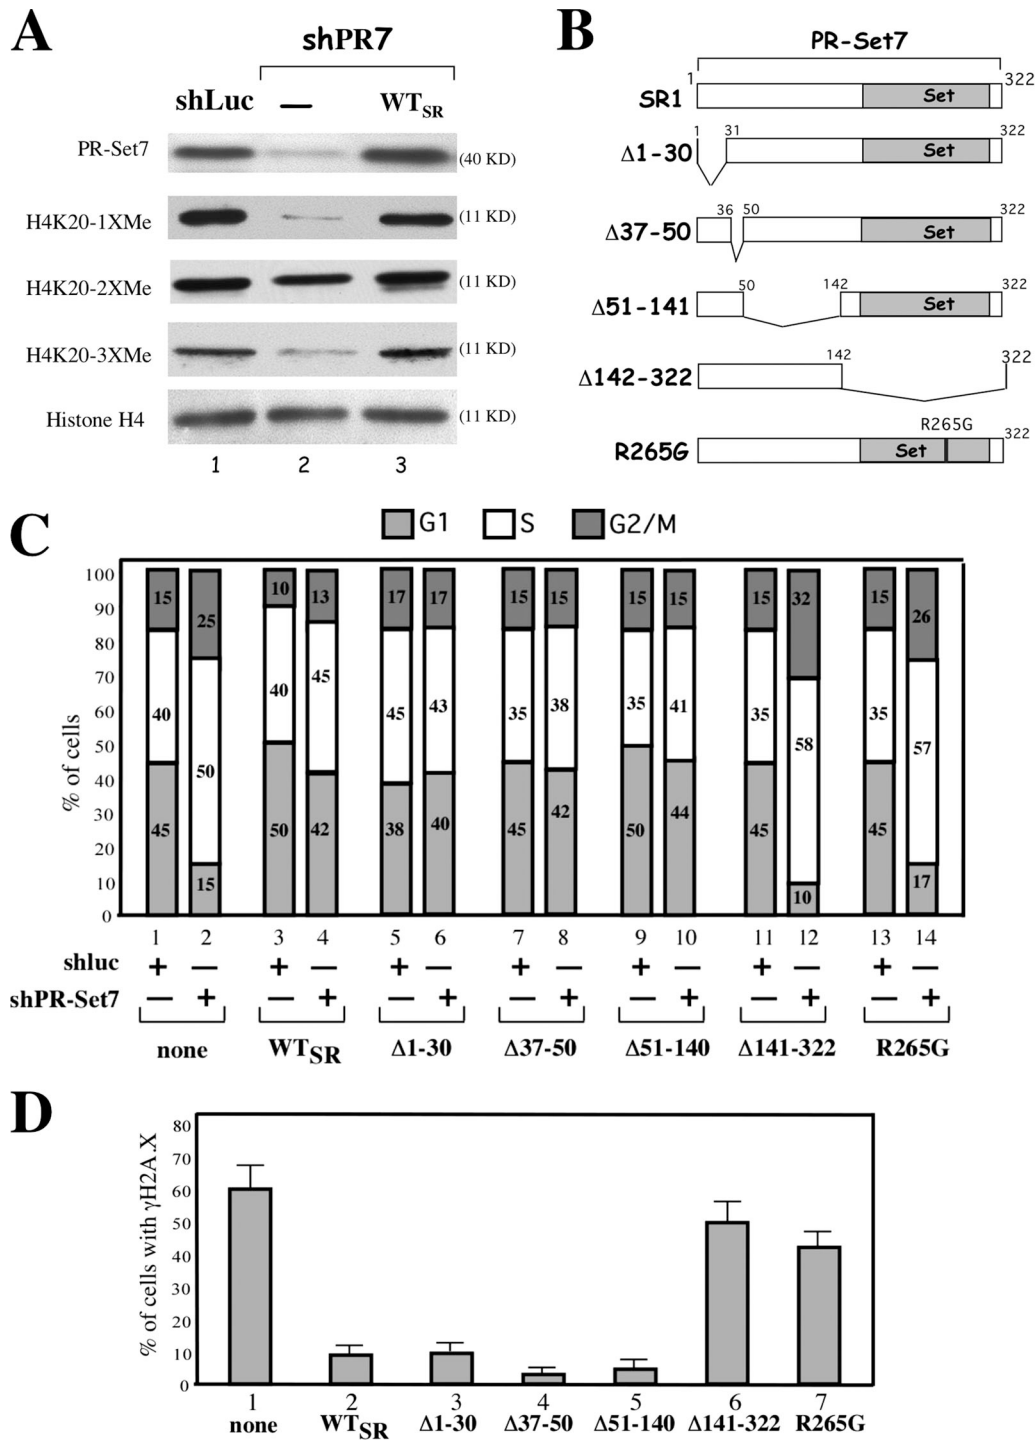 A
shPR7
shLuc — WTSR
PR-Set7 (40 KD)
H4K20-1XMe (11 KD)
H4K20-2XMe (11 KD)
H4K20-3XMe (11 KD)
Histone H4 (11 KD)
1 2 3
B
PR-Set7
1 322
SR1 Set
1 31 322
Δ1-30 Set
36 50 322
Δ37-50 Set
50 142 322
Δ51-141 Set
142 322
Δ142-322
R265G 322
R265G Set
C
G1 S G2/M
% of cells
100
90
80
70
60
50
40
30
20
10
0
15 25 10 13 17 17 15 15 15 15 15 32 15 26
40 50 40 45 45 43 35 38 35 41 35 58 35 57
45 15 50 42 38 40 45 42 50 44 45 10 45 17
1 2 3 4 5 6 7 8 9 10 11 12 13 14
shluc + — + — + — + — + — + — + —
shPR-Set7 — + — + — + — + — + — + — +
none WTSR Δ1-30 Δ37-50 Δ51-140 Δ141-322 R265G
D
% of cells with γH2A.X
80
70
60
50
40
30
20
10
0
1 2 3 4 5 6 7
none WTSR Δ1-30 Δ37-50 Δ51-140 Δ141-322 R265G